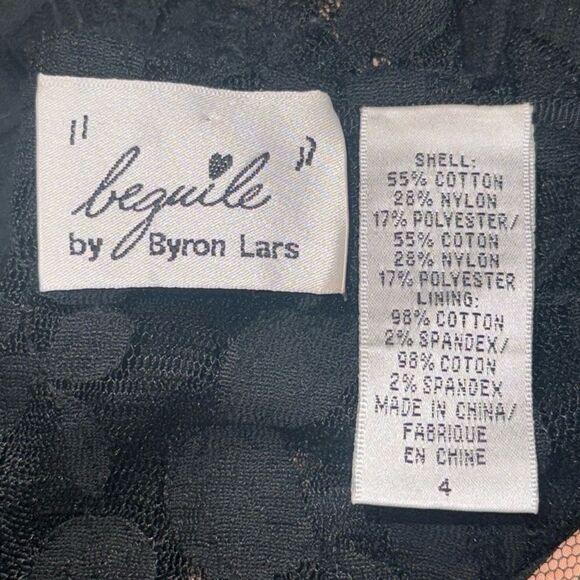 " beguile "
by Byron Lars
SHELL:
55% COTTON
28% NYLON
17% POLYESTER/
55% COTON
28% NYLON
17% POLYESTER
LINING:
98% COTTON
2% SPANDEX/
98% COTON
2% SPANDEX
MADE IN CHINA/
FABRIQUE
EN CHINE
4